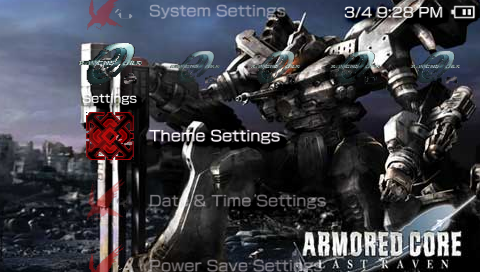 System Settings
3/4 9:28 PM
Settings
Theme Settings
Date & Time Settings
ARMORED CORE
LAST RAVEN
Power Save Settings